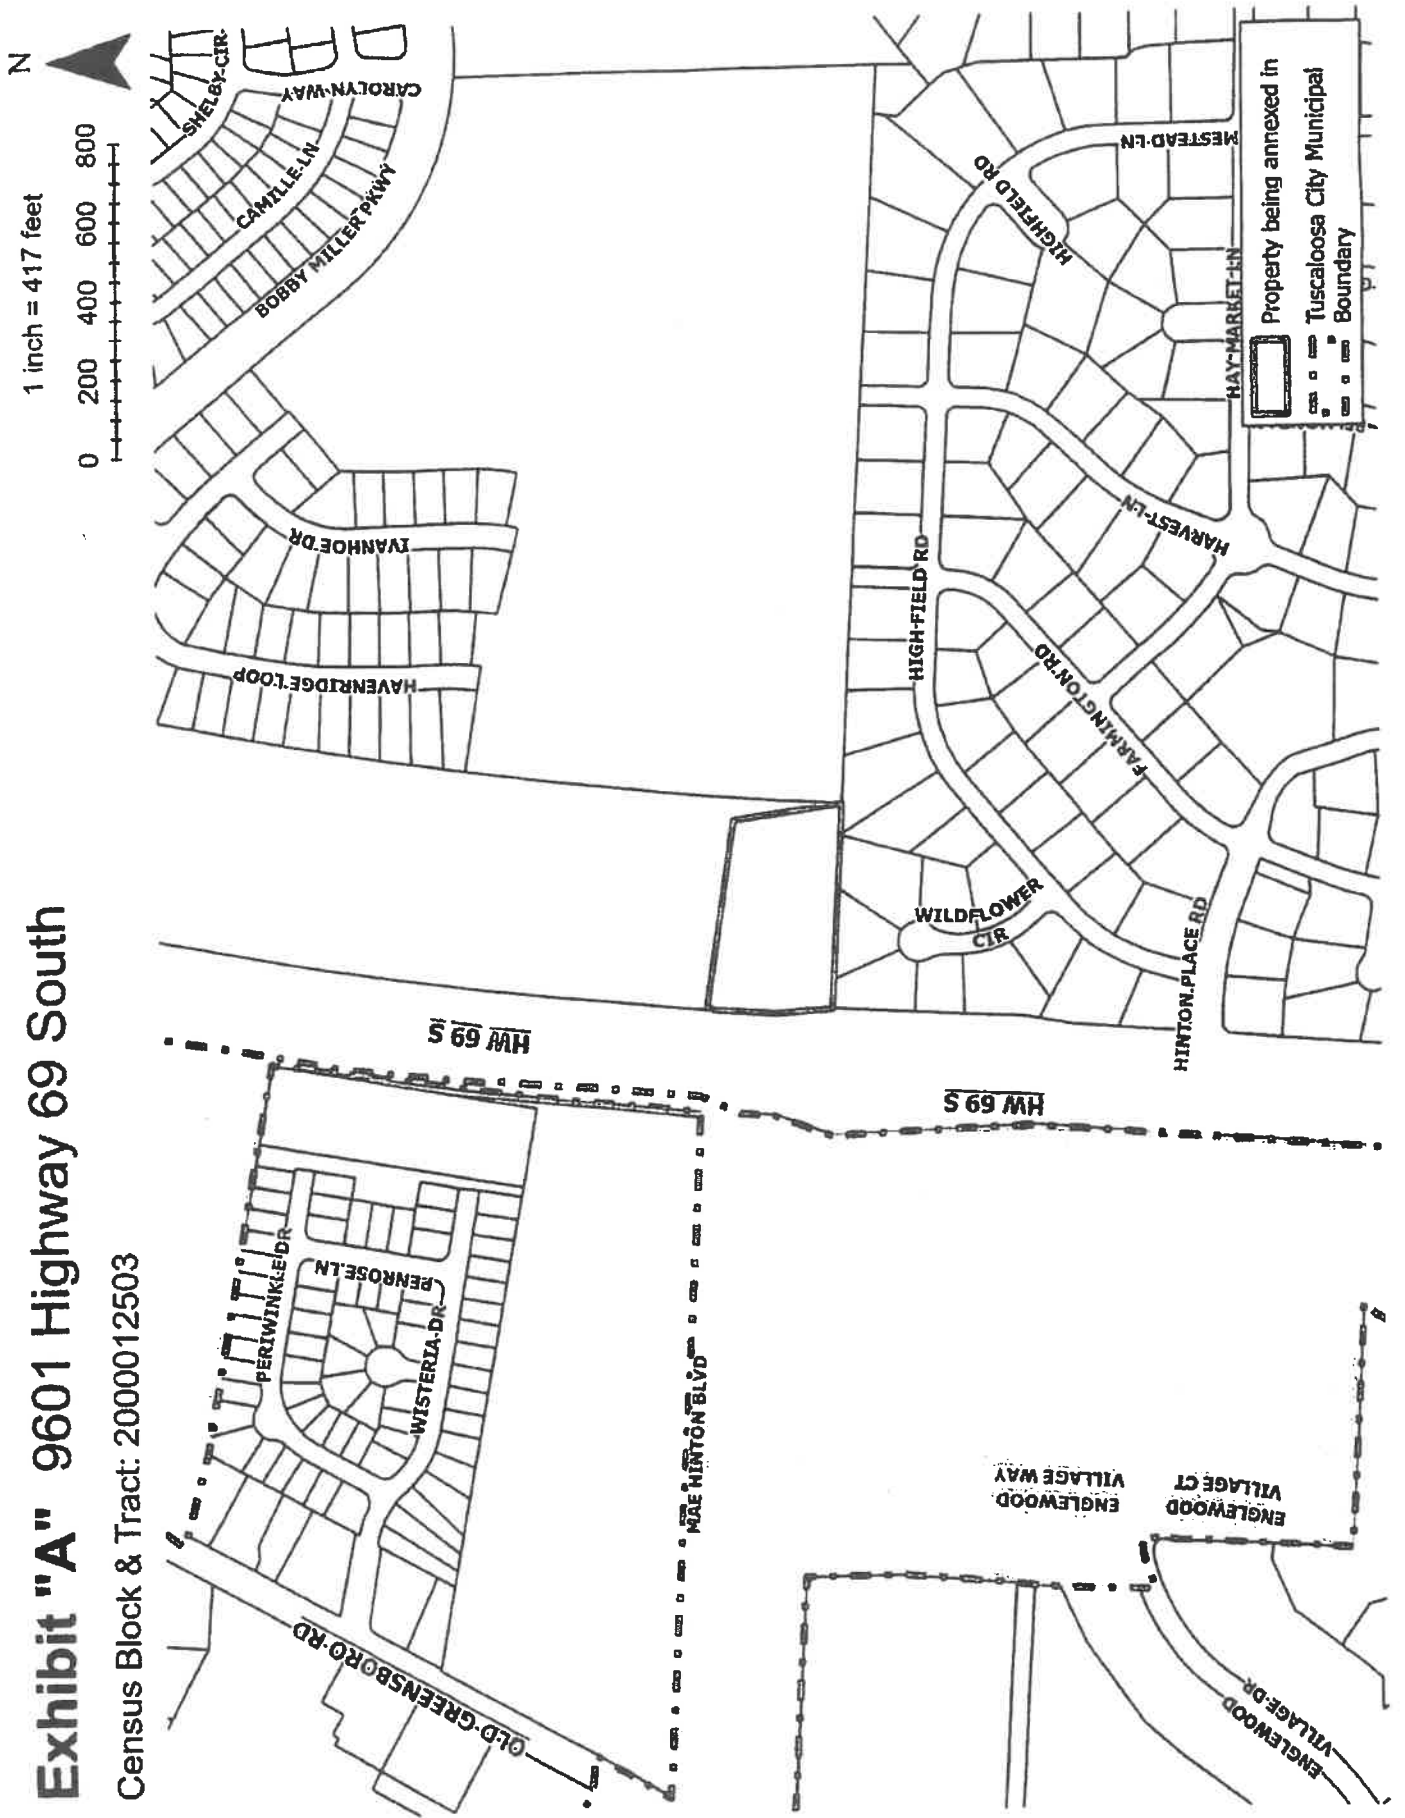 Exhibit "A" 9601 Highway 69 South
Census Block & Tract: 2000012503
1 inch = 417 feet
0 200 400 600 800
N
SHELBY CIR
CAROLYN WAY
CAMILLE LN
BOBBY MILLER PKWY
IVANHOE DR
HAVENRIDGE LOOP
HW 69 S
PERIWINKLE DR
PENROSE LN
WISTERIA DR
OLD GREENSBORO RD
MAE HINTON BLVD
HW 69 S
HIGHFIELD RD
HIGHFIELD RD
HIGHFIELD RD
MESTEAD LN
WILDFLOWER
CIR
FARMINGTON RD
HARVEST LN
HAY MARKET LN
HINTON PLACE RD
ENGLEWOOD
VILLAGE WAY
ENGLEWOOD
VILLAGE CT
ENGLEWOOD
VILLAGE DR
Property being annexed in
Tuscaloosa City Municipal
Boundary